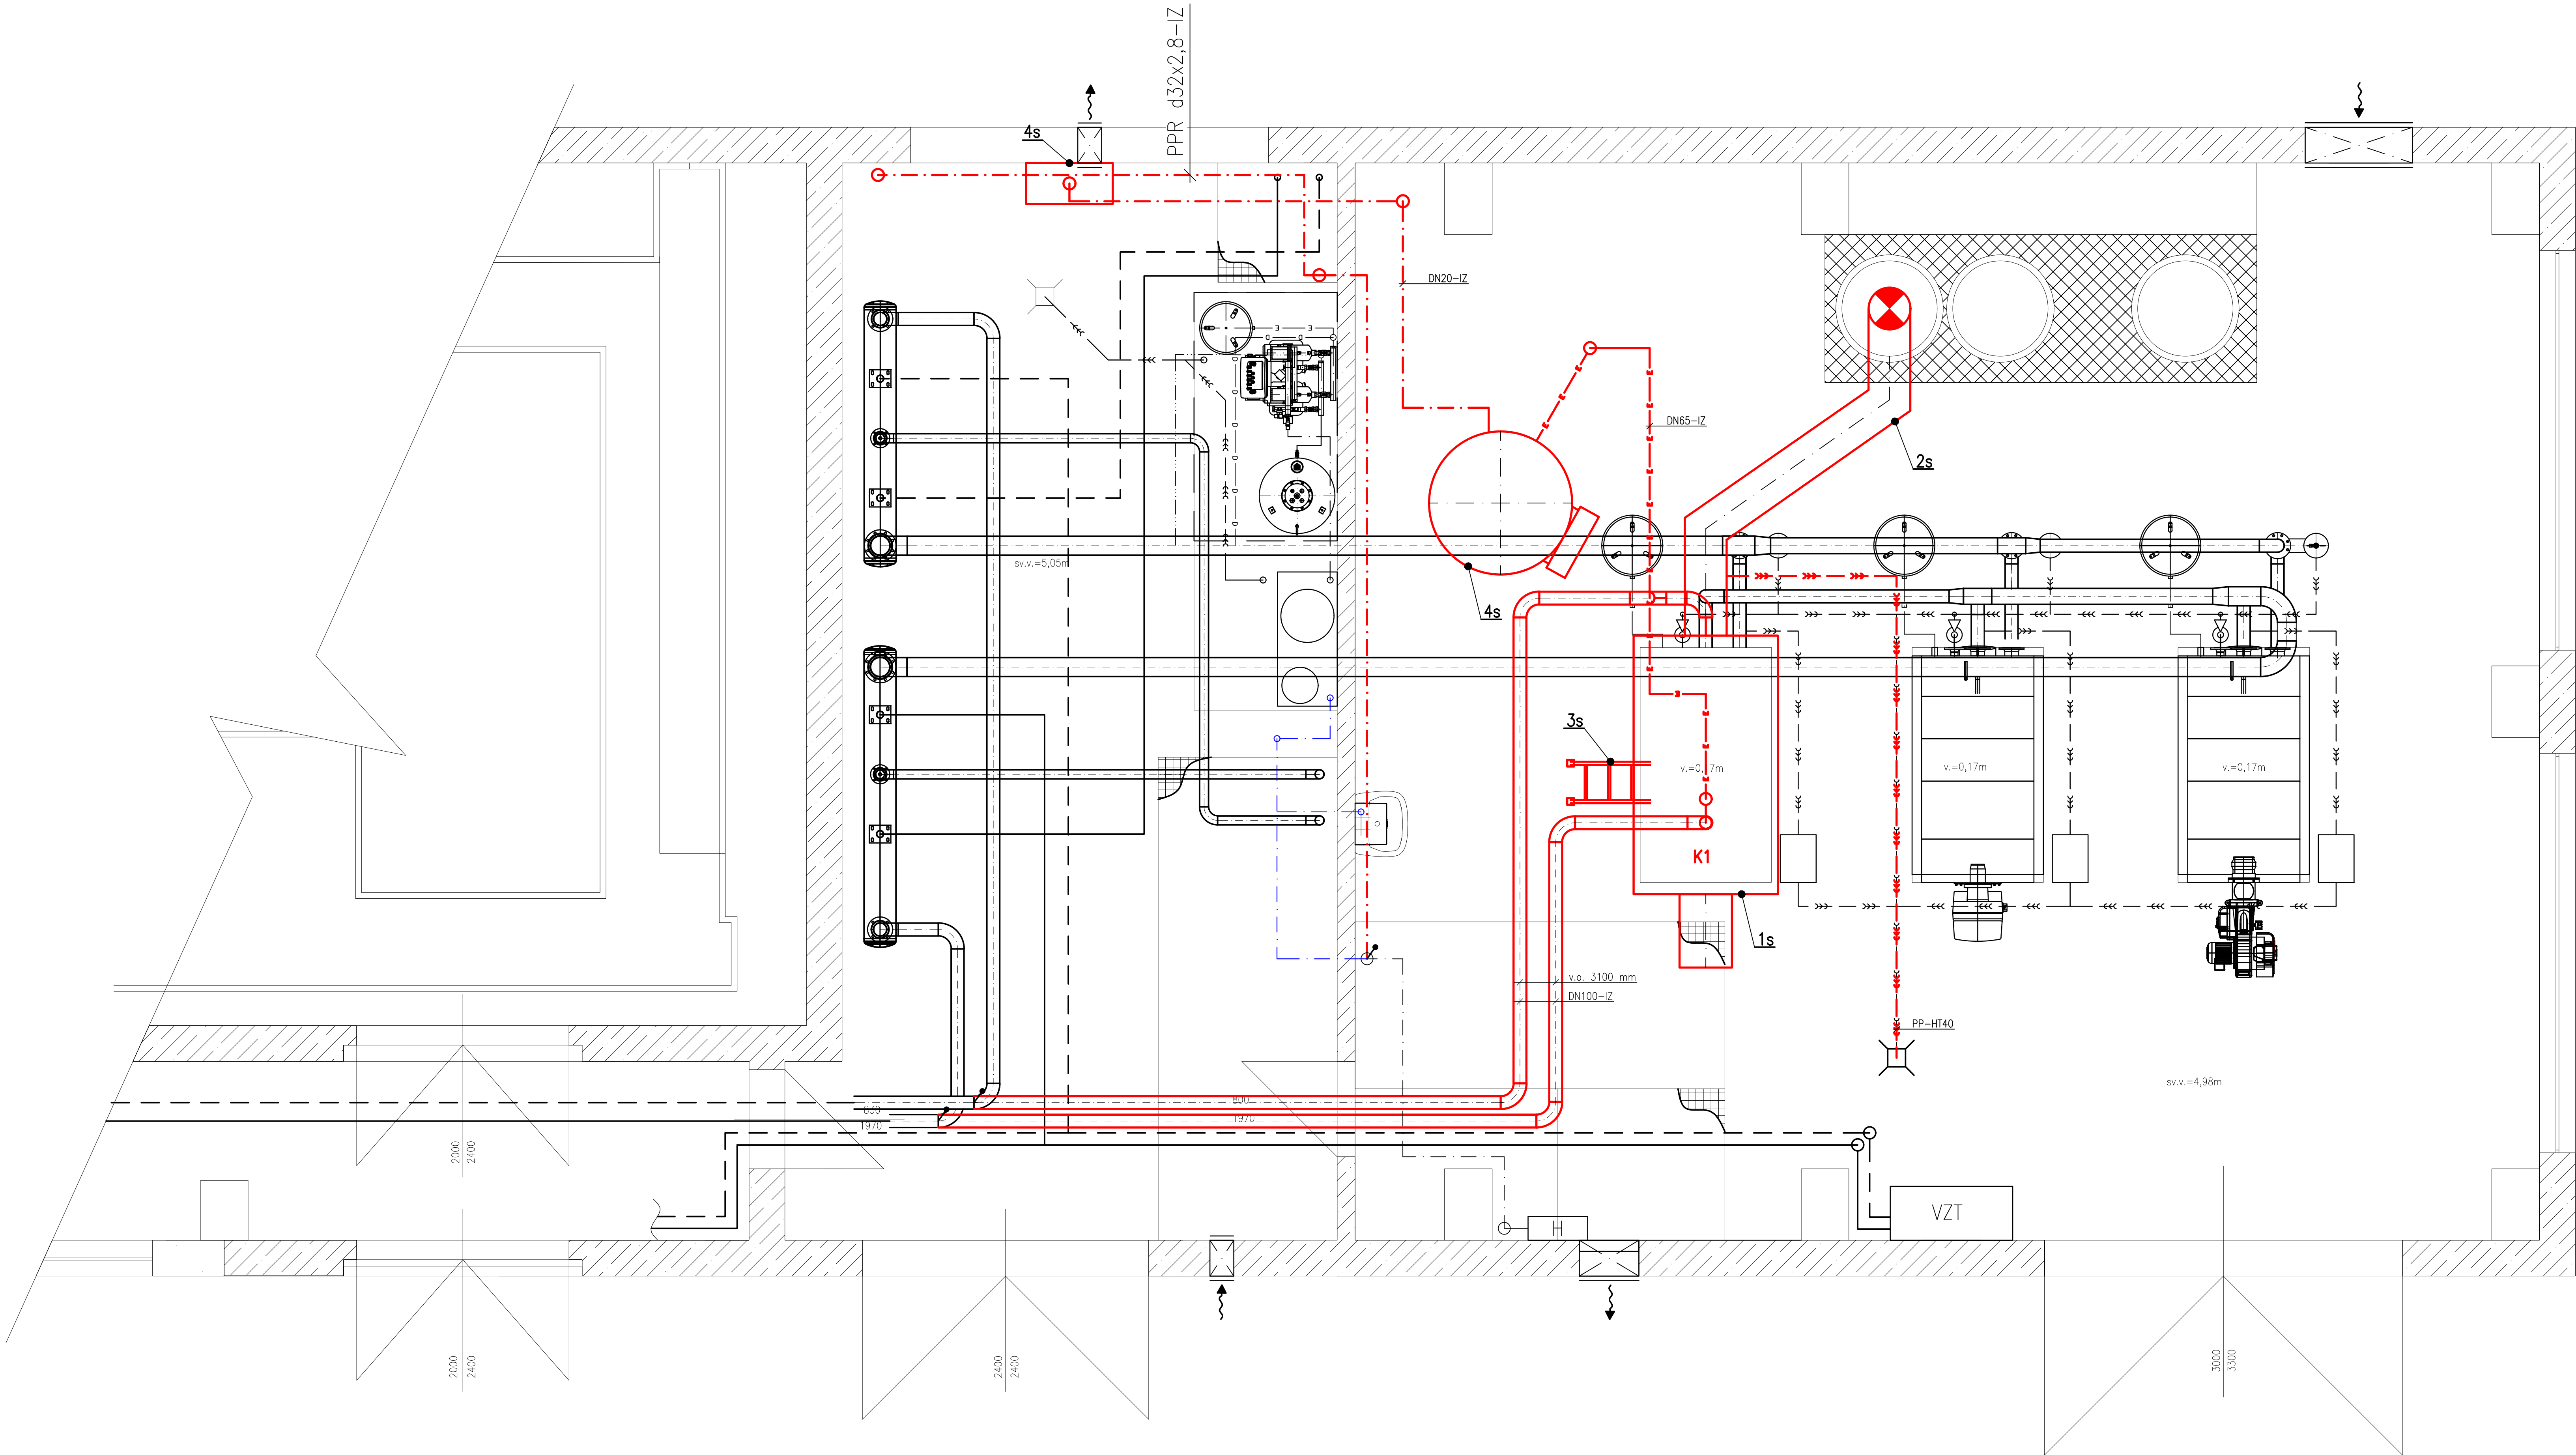 PPR d32x2,8-IZ
4s
DN20-IZ
DN65-IZ
2s
sv.v.=5,05m
4s
3s
v.=0,17m
v.=0,17m
v.=0,17m
K1
1s
v.o. 3100 mm
DN100-IZ
PP-HT40
sv.v.=4,98m
830
1970
800
1970
2000
2400
VZT
H
2000
2400
2400
2400
3000
3300